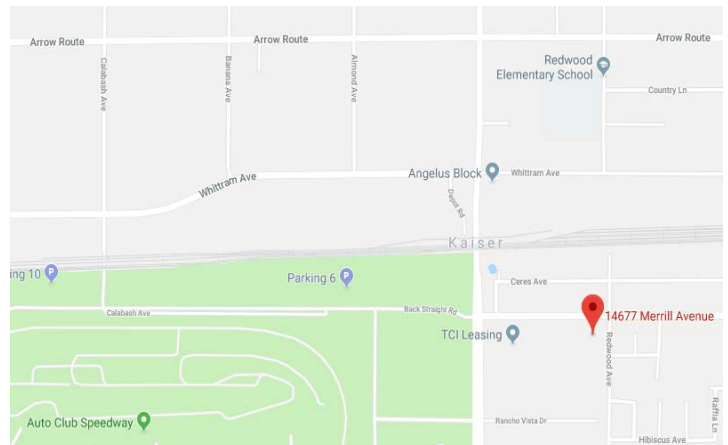 Arrow Route
Arrow Route
Arrow Route
Redwood
Elementary School
Calabash Ave
Banana Ave
Almond Ave
Country Ln
Angelus Block
Whittram Ave
Whittram Ave
Depot Rd
Kaiser
ing 10 P
Parking 6 P
Ceres Ave
Calabash Ave
Back Straight Rd
14677 Merrill Avenue
TCI Leasing
Redwood Ave
Raffia Ln
Auto Club Speedway
Rancho Vista Dr
Hibiscus Ave